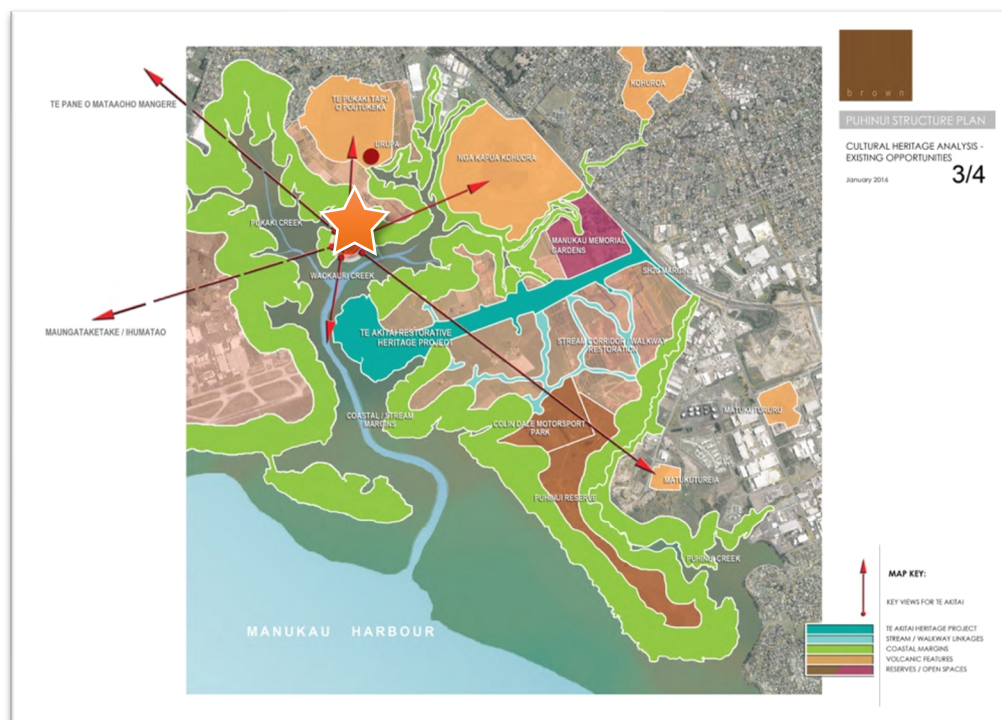 brown
PUHINUI STRUCTURE PLAN
CULTURAL HERITAGE ANALYSIS -
EXISTING OPPORTUNITIES
January 2016
3/4
TE PANE O MATAAOHO MANGERE
TE PUKAKI TAPU
O POUTUKEKA
URUPA
KOHUROA
NGA KAPUA KOHUORA
PUKAKI CREEK
WAOKAURI CREEK
MANUKAU MEMORIAL
GARDENS
SH20 MARGIN
MAUNGATAKETAKE / IHUMATAO
TE AKITAI RESTORATIVE
HERITAGE PROJECT
STREAM CORRIDOR / WALKWAY
RESTORATION
COASTAL / STREAM
MARGINS
COLIN DALE MOTORSPORT
PARK
MATUKUTURURU
MATUKUTUREIA
PUHINUI RESERVE
PUHINUI CREEK
MANUKAU HARBOUR
MAP KEY:
KEY VIEWS FOR TE AKITAI
TE AKITAI HERITAGE PROJECT
STREAM / WALKWAY LINKAGES
COASTAL MARGINS
VOLCANIC FEATURES
RESERVES / OPEN SPACES